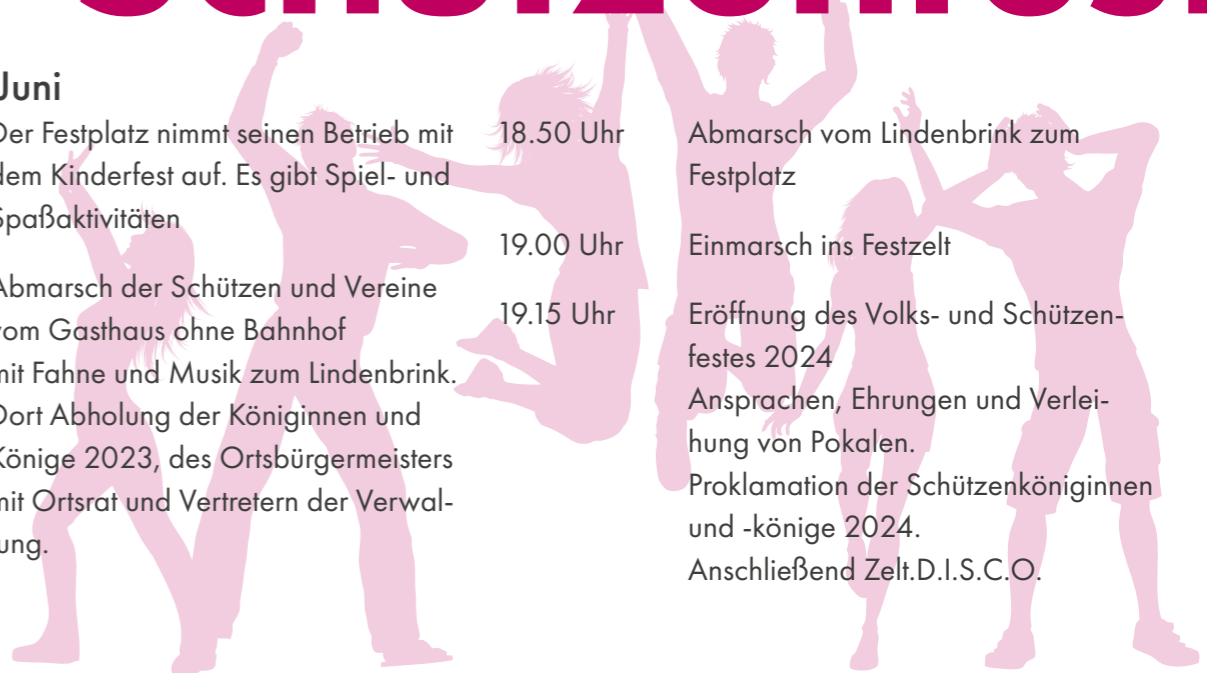 Juni
Der Festplatz nimmt seinen Betrieb mit
dem Kinderfest auf. Es gibt Spiel- und
Spaßaktivitäten
Abmarsch der Schützen und Vereine
vom Gasthaus ohne Bahnhof
mit Fahne und Musik zum Lindenbrink.
Dort Abholung der Königinnen und
Könige 2023, des Ortsbürgermeisters
mit Ortsrat und Vertretern der Verwal-
tung.
18.50 Uhr Abmarsch vom Lindenbrink zum
Festplatz
19.00 Uhr Einmarsch ins Festzelt
19.15 Uhr Eröffnung des Volks- und Schützen-
festes 2024
Ansprachen, Ehrungen und Verlei-
hung von Pokalen.
Proklamation der Schützenköniginnen
und -könige 2024.
Anschließend Zelt.D.I.S.C.O.